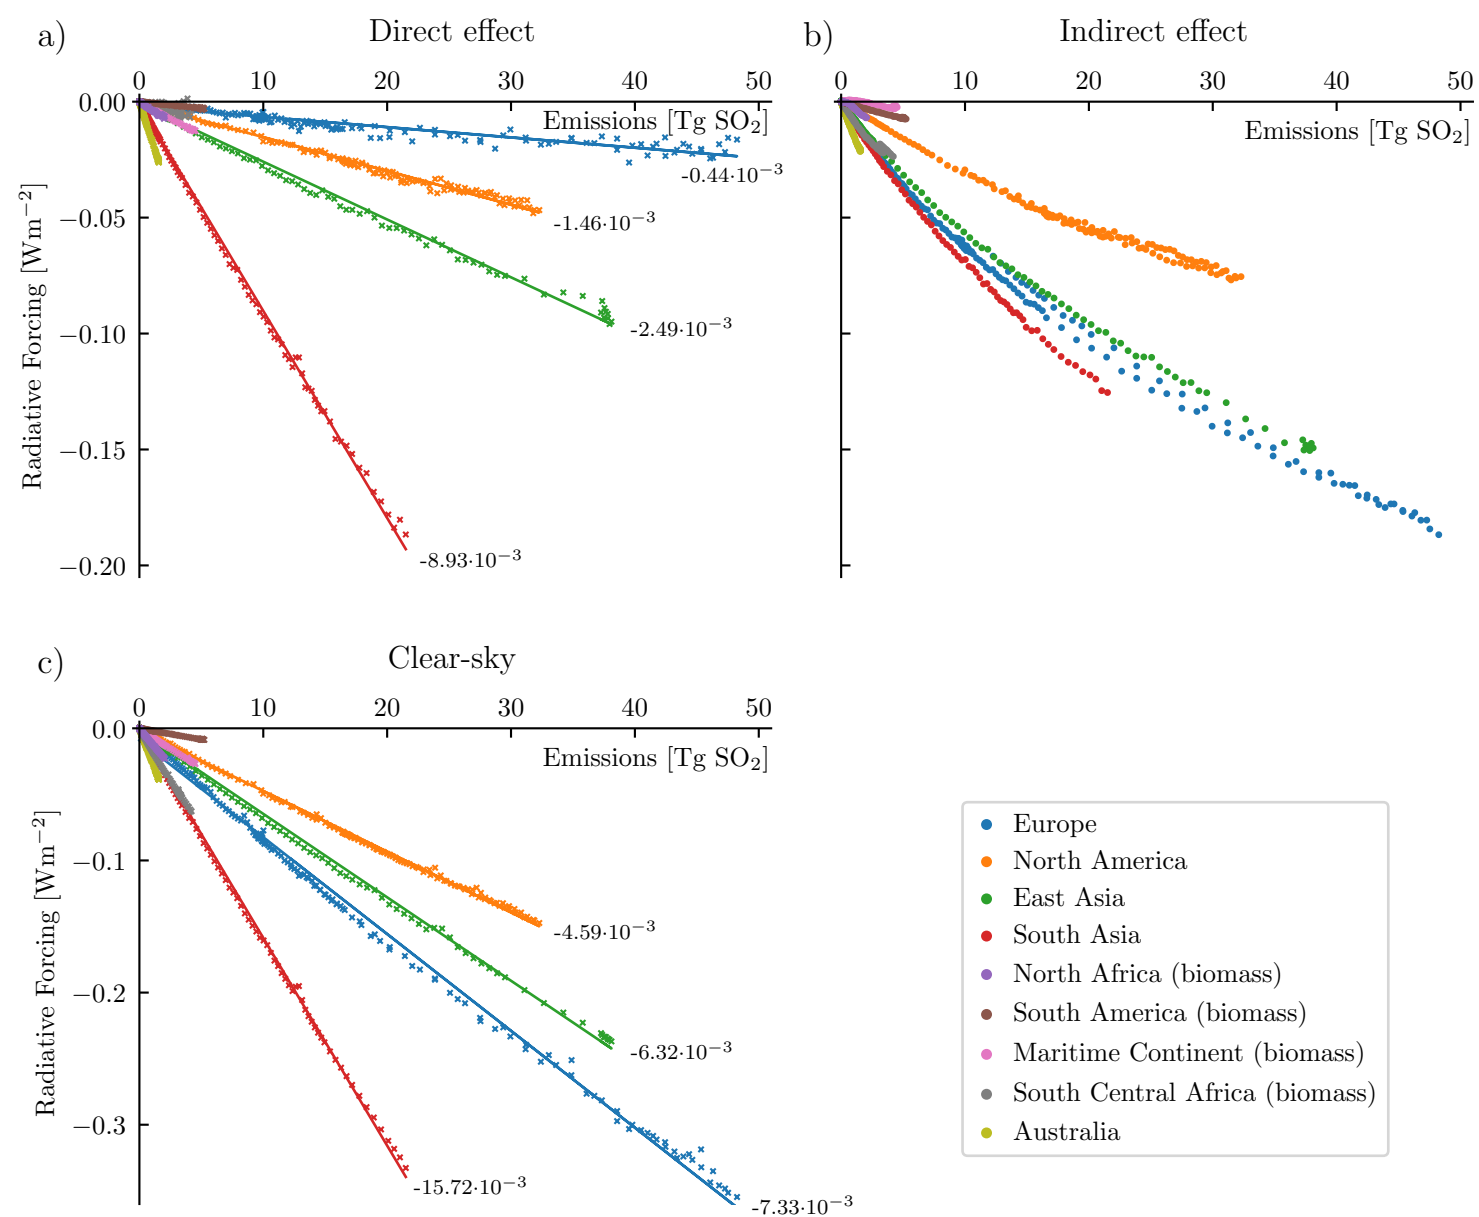 a)
Direct effect
0 10 20 30 40 50
Emissions [Tg SO₂]
0.00
−0.05
−0.10
−0.15
−0.20
Radiative Forcing [Wm⁻²]
-0.44·10⁻³
-1.46·10⁻³
-2.49·10⁻³
-8.93·10⁻³
b)
Indirect effect
0 10 20 30 40 50
Emissions [Tg SO₂]
c)
Clear-sky
0 10 20 30 40 50
Emissions [Tg SO₂]
0.0
−0.1
−0.2
−0.3
Radiative Forcing [Wm⁻²]
-4.59·10⁻³
-6.32·10⁻³
-15.72·10⁻³
-7.33·10⁻³
Europe
North America
East Asia
South Asia
North Africa (biomass)
South America (biomass)
Maritime Continent (biomass)
South Central Africa (biomass)
Australia